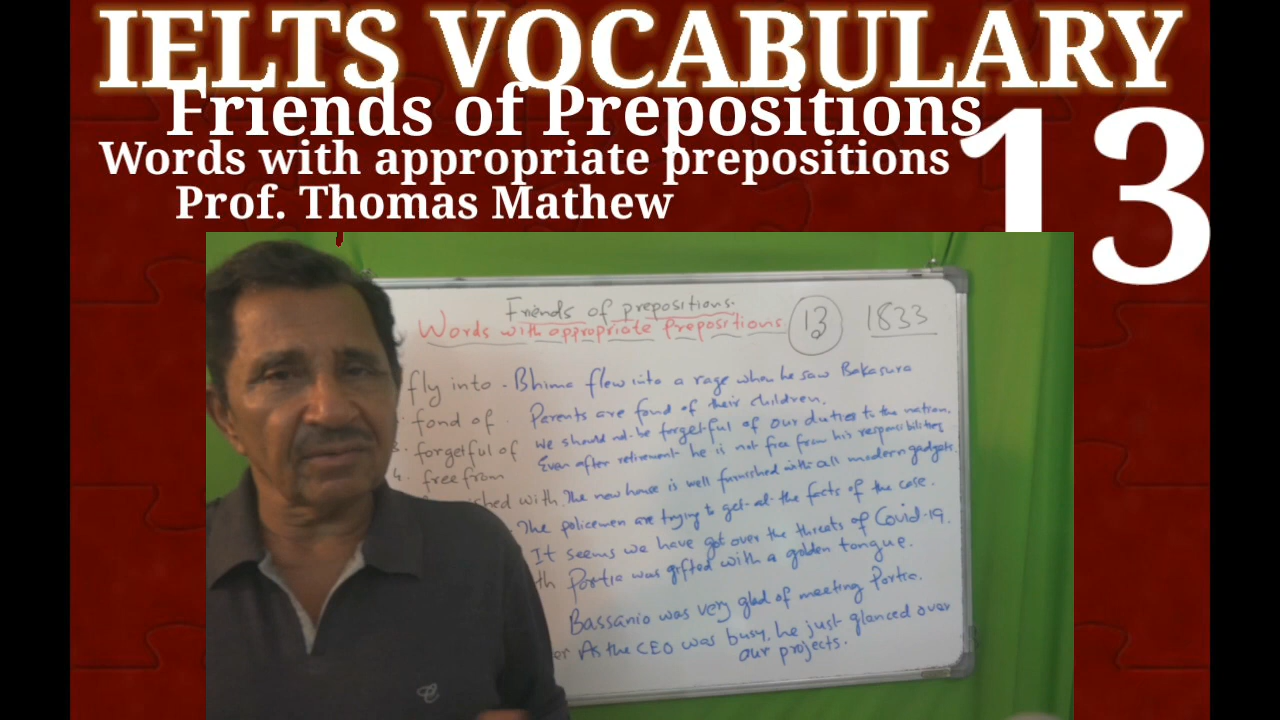 IELTS VOCABULARY
Friends of Prepositions
Words with appropriate prepositions
13
Prof. Thomas Mathew
Friends of prepositions.
Words with appropriate Prepositions
13
1833
fly into - Bhima flew into a rage when he saw Bakasura
fond of . Parents are fond of their children.
3. forgetful of We should not be forgetful of our duties to the nation.
4. free from Even after retirement he is not free from his responsibilities
shed with. The new house is well furnished with all modern gadgets.
The policemen are trying to get at the facts of the case.
It seems we have got over the threats of Covid-19.
th Portia was gifted with a golden tongue.
Bassanio was very glad of meeting Portia.
er As the CEO was busy, he just glanced over
our projects.